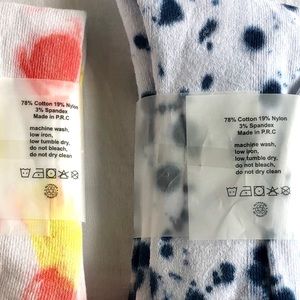 78% Cotton 19% Nylon
3% Spandex
Made in P.R.C
machine wash,
low iron,
low tumble dry,
do not bleach,
do not dry clean
78% Cotton 19% Nylon
3% Spandex
Made in P.R.C
machine wash,
low iron,
low tumble dry,
do not bleach,
do not dry clean